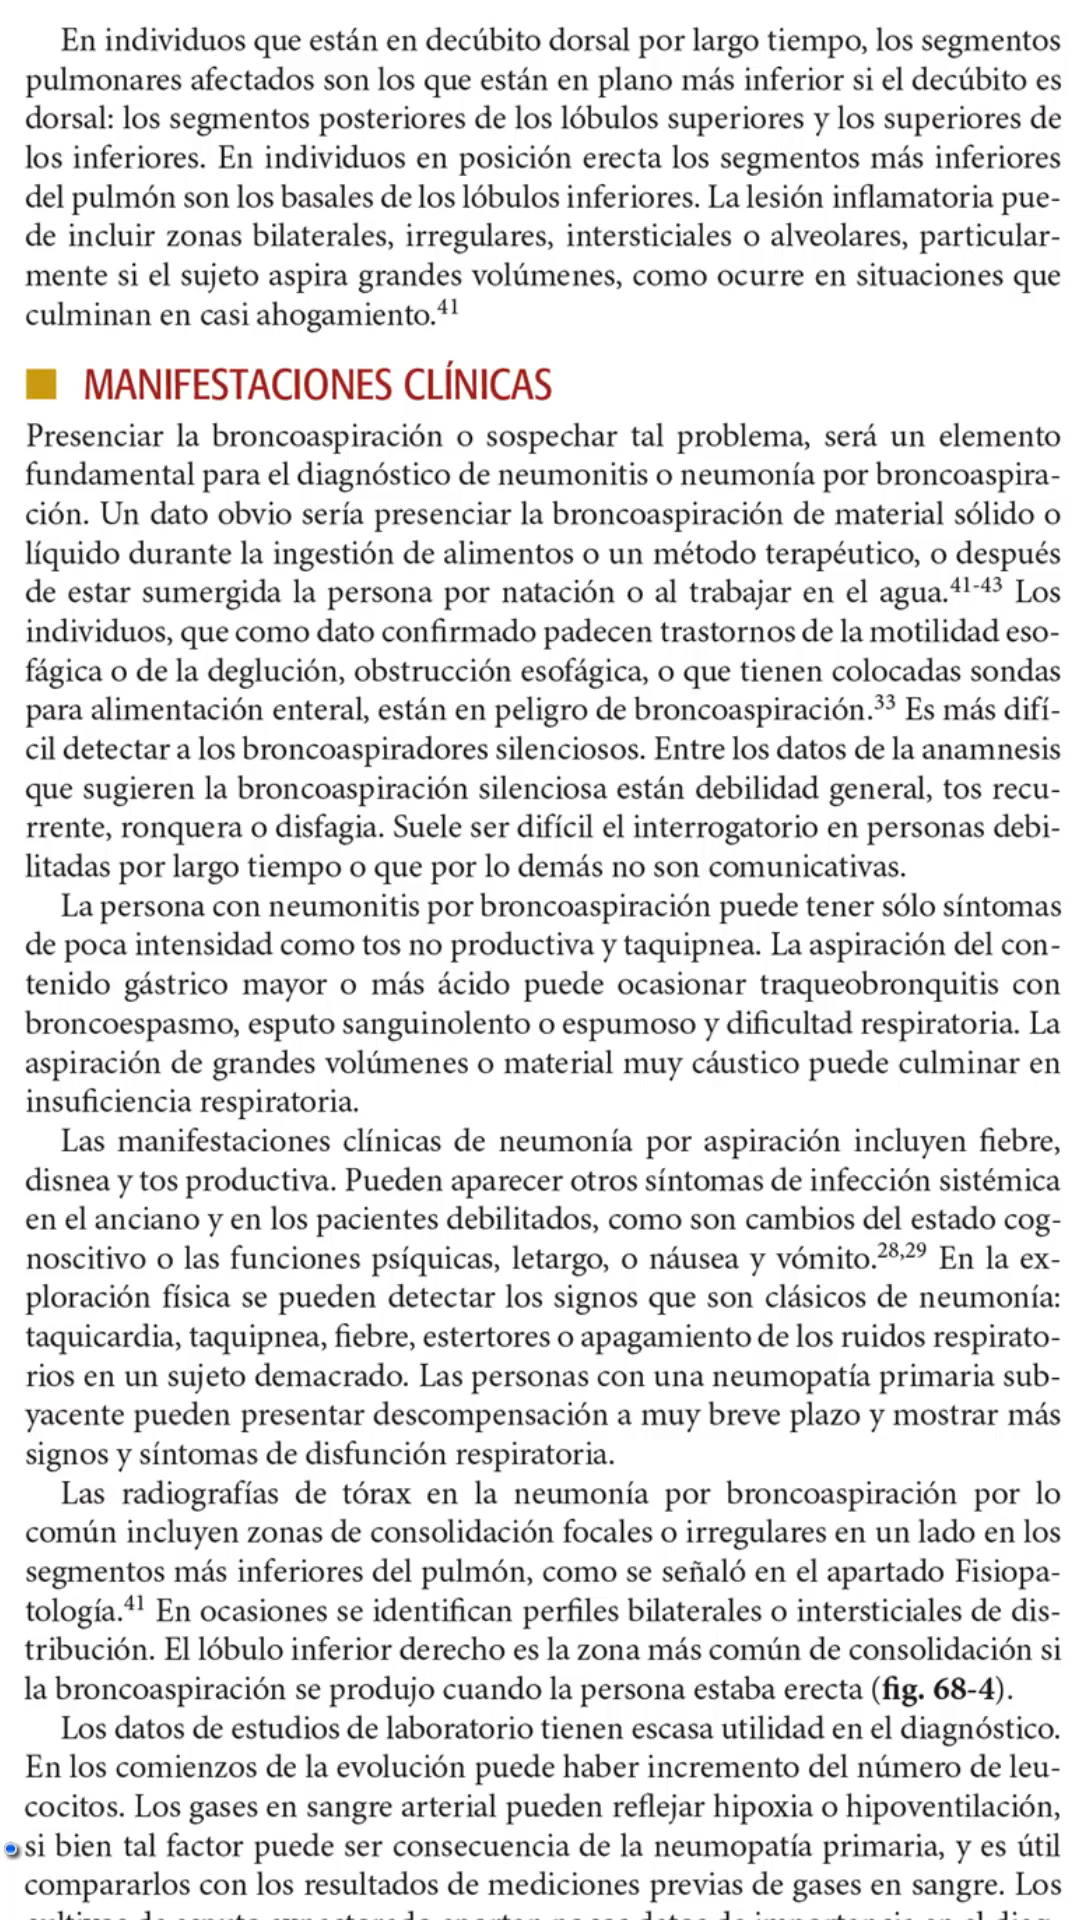 En individuos que están en decúbito dorsal por largo tiempo, los segmentos
pulmonares afectados son los que están en plano más inferior si el decúbito es
dorsal: los segmentos posteriores de los lóbulos superiores y los superiores de
los inferiores. En individuos en posición erecta los segmentos más inferiores
del pulmón son los basales de los lóbulos inferiores. La lesión inflamatoria pue-
de incluir zonas bilaterales, irregulares, intersticiales o alveolares, particular-
mente si el sujeto aspira grandes volúmenes, como ocurre en situaciones que
culminan en casi ahogamiento.41
MANIFESTACIONES CLÍNICAS
Presenciar la broncoaspiración o sospechar tal problema, será un elemento
fundamental para el diagnóstico de neumonitis o neumonía por broncoaspira-
ción. Un dato obvio sería presenciar la broncoaspiración de material sólido o
líquido durante la ingestión de alimentos o un método terapéutico, o después
de estar sumergida la persona por natación o al trabajar en el agua.41-43 Los
individuos, que como dato confirmado padecen trastornos de la motilidad eso-
fágica o de la deglución, obstrucción esofágica, o que tienen colocadas sondas
para alimentación enteral, están en peligro de broncoaspiración.33 Es más difí-
cil detectar a los broncoaspiradores silenciosos. Entre los datos de la anamnesis
que sugieren la broncoaspiración silenciosa están debilidad general, tos recu-
rrente, ronquera o disfagia. Suele ser difícil el interrogatorio en personas debi-
litadas por largo tiempo o que por lo demás no son comunicativas.
La persona con neumonitis por broncoaspiración puede tener sólo síntomas
de poca intensidad como tos no productiva y taquipnea. La aspiración del con-
tenido gástrico mayor o más ácido puede ocasionar traqueobronquitis con
broncoespasmo, esputo sanguinolento o espumoso y dificultad respiratoria. La
aspiración de grandes volúmenes o material muy cáustico puede culminar en
insuficiencia respiratoria.
Las manifestaciones clínicas de neumonía por aspiración incluyen fiebre,
disnea y tos productiva. Pueden aparecer otros síntomas de infección sistémica
en el anciano y en los pacientes debilitados, como son cambios del estado cog-
noscitivo o las funciones psíquicas, letargo, o náusea y vómito.28,29 En la ex-
ploración física se pueden detectar los signos que son clásicos de neumonía:
taquicardia, taquipnea, fiebre, estertores o apagamiento de los ruidos respirato-
rios en un sujeto demacrado. Las personas con una neumopatía primaria sub-
yacente pueden presentar descompensación a muy breve plazo y mostrar más
signos y síntomas de disfunción respiratoria.
Las radiografías de tórax en la neumonía por broncoaspiración por lo
común incluyen zonas de consolidación focales o irregulares en un lado en los
segmentos más inferiores del pulmón, como se señaló en el apartado Fisiopa-
tología.41 En ocasiones se identifican perfiles bilaterales o intersticiales de dis-
tribución. El lóbulo inferior derecho es la zona más común de consolidación si
la broncoaspiración se produjo cuando la persona estaba erecta (fig. 68-4).
Los datos de estudios de laboratorio tienen escasa utilidad en el diagnóstico.
En los comienzos de la evolución puede haber incremento del número de leu-
cocitos. Los gases en sangre arterial pueden reflejar hipoxia o hipoventilación,
si bien tal factor puede ser consecuencia de la neumopatía primaria, y es útil
compararlos con los resultados de mediciones previas de gases en sangre. Los